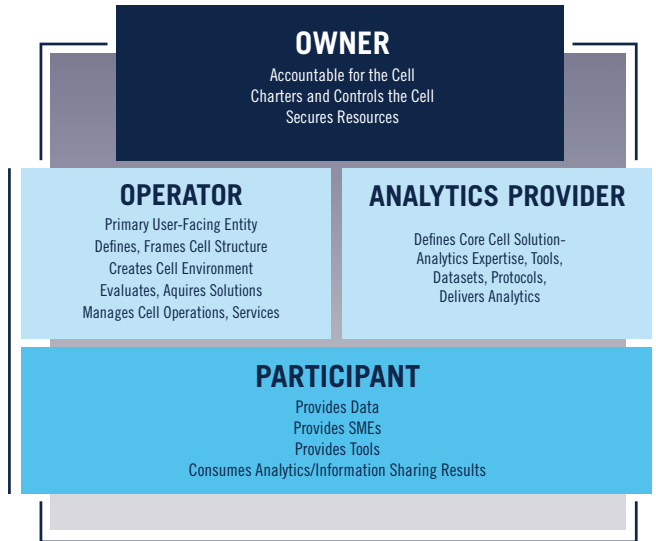 OWNER
Accountable for the Cell
Charters and Controls the Cell
Secures Resources
OPERATOR
Primary User-Facing Entity
Defines, Frames Cell Structure
Creates Cell Environment
Evaluates, Aquires Solutions
Manages Cell Operations, Services
ANALYTICS PROVIDER
Defines Core Cell Solution-
Analytics Expertise, Tools,
Datasets, Protocols,
Delivers Analytics
PARTICIPANT
Provides Data
Provides SMEs
Provides Tools
Consumes Analytics/Information Sharing Results